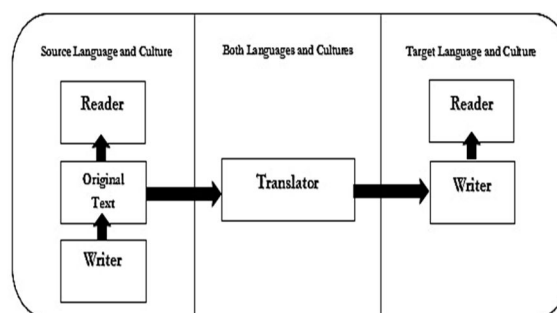 Source Language and Culture
Both Languages and Cultures
Target Language and Culture
Reader
Original
Text
Writer
Translator
Reader
Writer